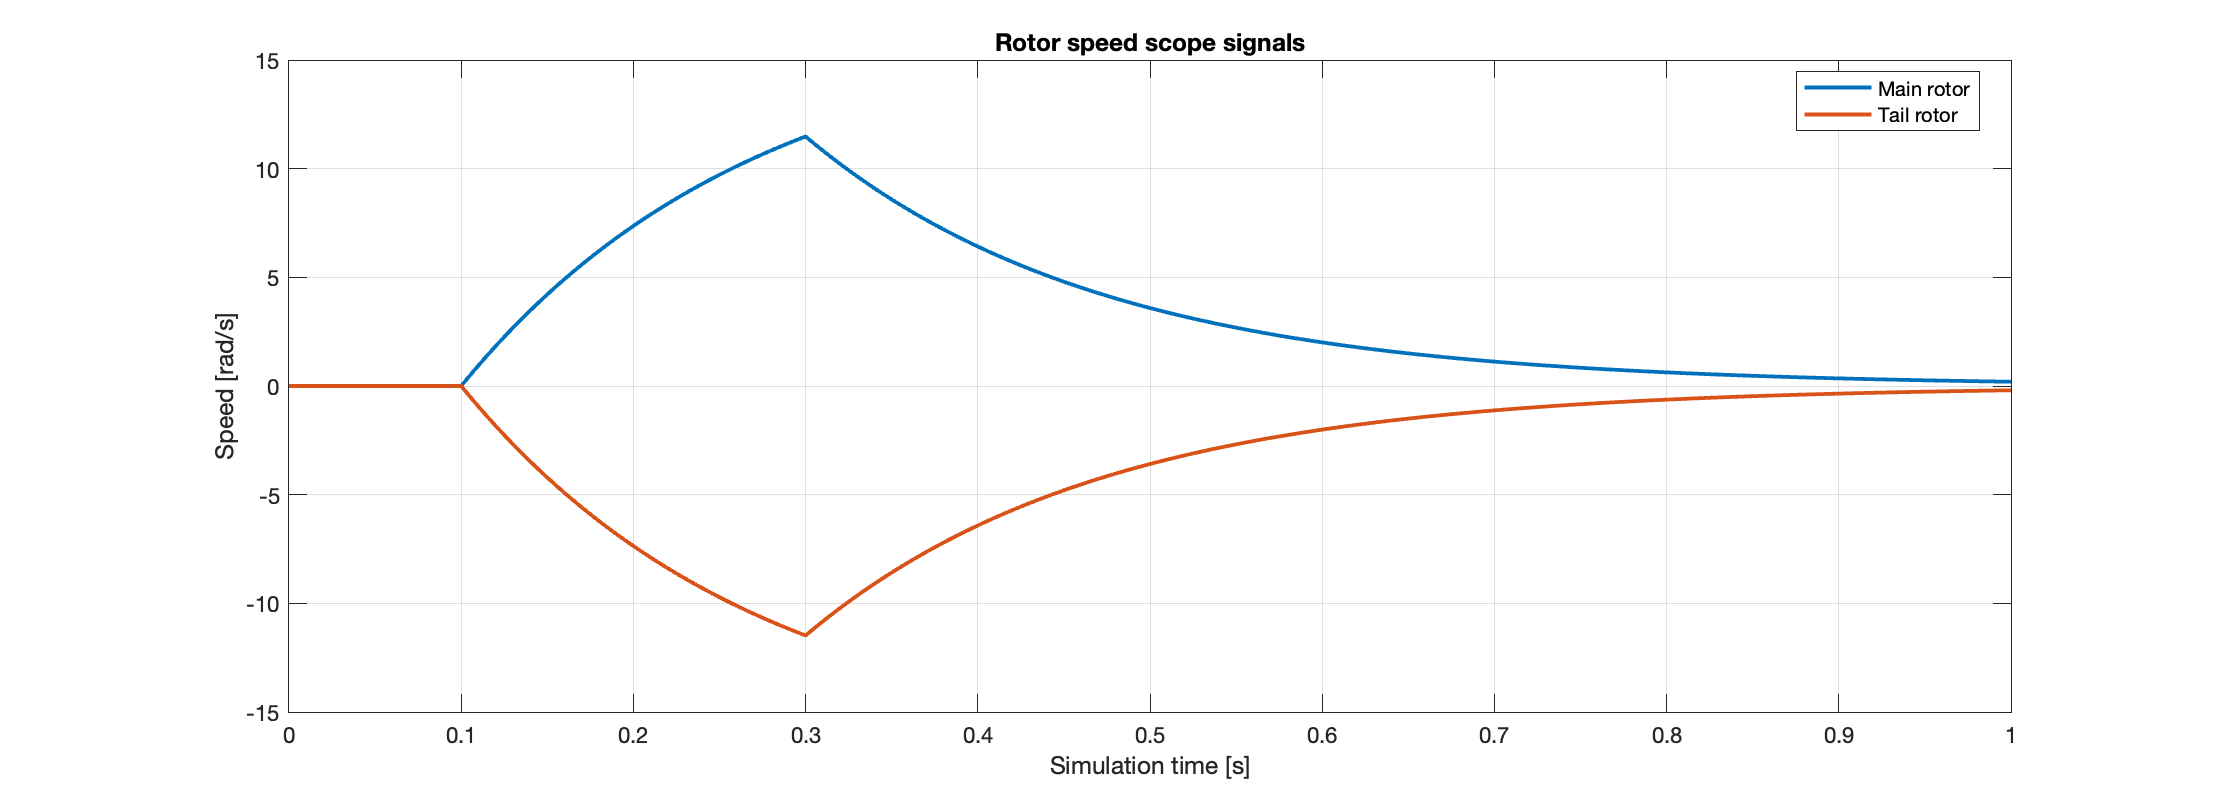 Rotor speed scope signals
Main rotor
Tail rotor
15
10
5
0
-5
-10
-15
Speed [rad/s]
0 0.1 0.2 0.3 0.4 0.5 0.6 0.7 0.8 0.9 1
Simulation time [s]